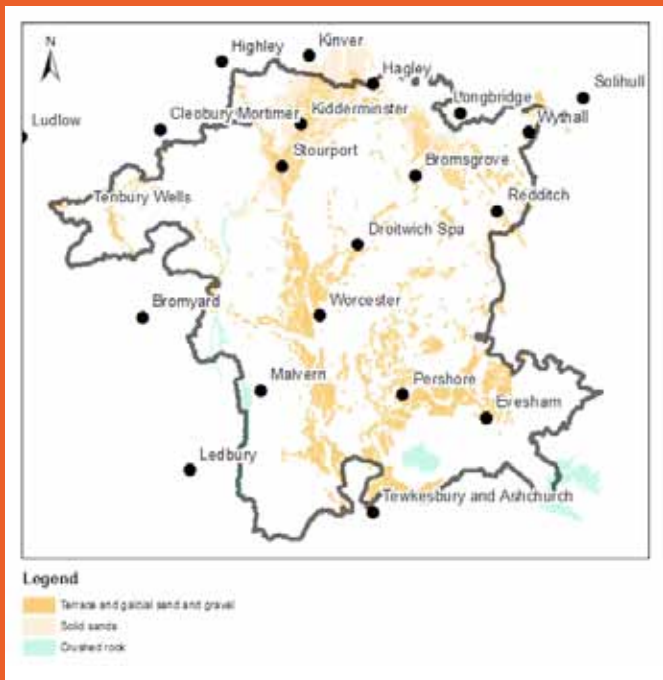 N
Highley
Kinver
Hagley
Solihull
Longbridge
Ludlow
Cleobury Mortimer
Kidderminster
Wythall
Stourport
Bromsgrove
Tenbury Wells
Redditch
Droitwich Spa
Bromyard
Worcester
Malvern
Pershore
Evesham
Ledbury
Tewkesbury and Ashchurch
Legend
Terrace and galcial sand and gravel
Solid sands
Crushed rock